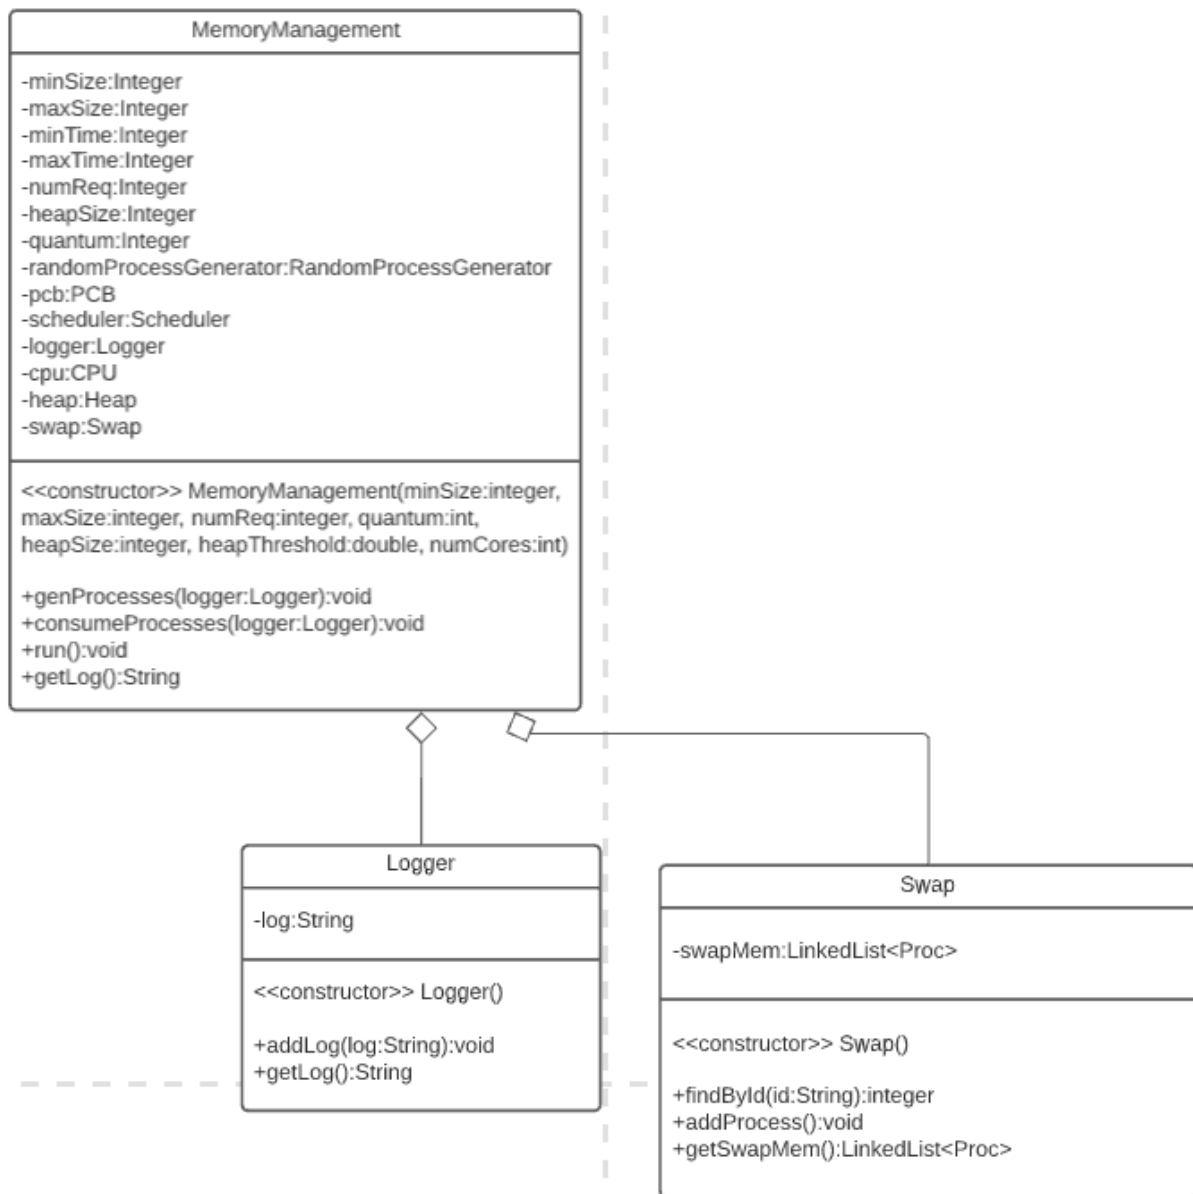 MemoryManagement
-minSize:Integer
-maxSize:Integer
-minTime:Integer
-maxTime:Integer
-numReq:Integer
-heapSize:Integer
-quantum:Integer
-randomProcessGenerator:RandomProcessGenerator
-pcb:PCB
-scheduler:Scheduler
-logger:Logger
-cpu:CPU
-heap:Heap
-swap:Swap
<<constructor>> MemoryManagement(minSize:integer,
maxSize:integer, numReq:integer, quantum:int,
heapSize:integer, heapThreshold:double, numCores:int)
+genProcesses(logger:Logger):void
+consumeProcesses(logger:Logger):void
+run():void
+getLog():String
Logger
-log:String
<<constructor>> Logger()
+addLog(log:String):void
+getLog():String
Swap
-swapMem:LinkedList<Proc>
<<constructor>> Swap()
+findById(id:String):integer
+addProcess():void
+getSwapMem():LinkedList<Proc>